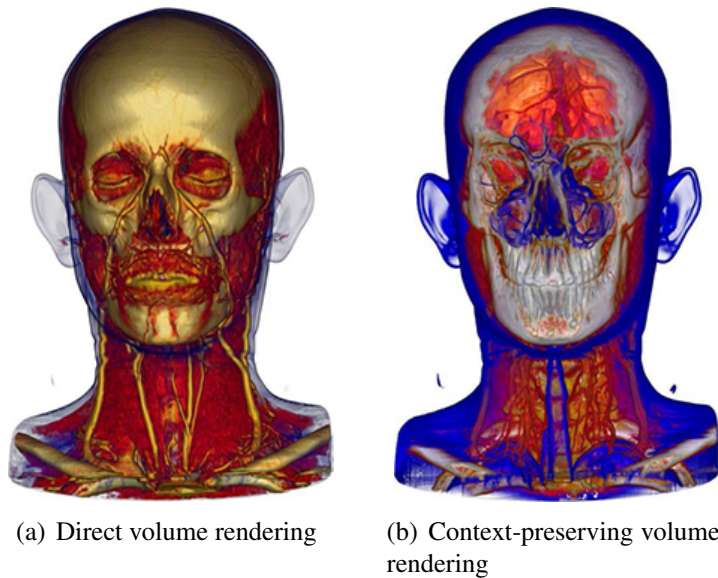 (a) Direct volume rendering
(b) Context-preserving volume
rendering